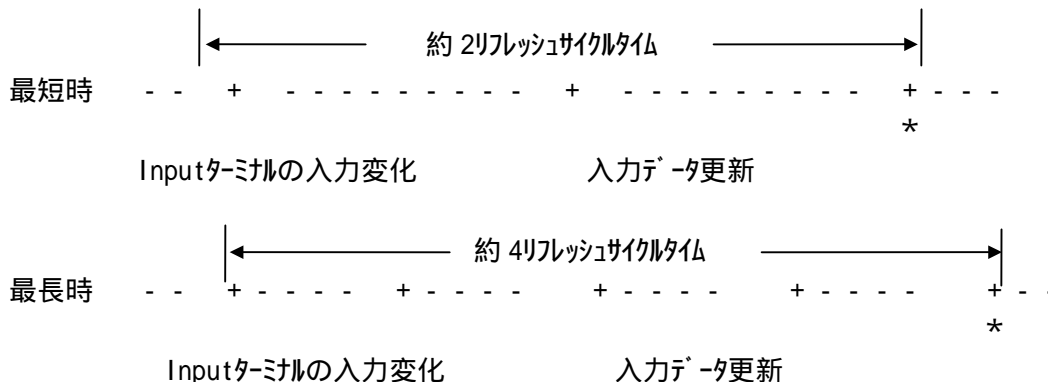 約 2ﾘﾌﾚｯｼｭｻｲｸﾙﾀｲﾑ
最短時 - - + - - - - - - - - - + - - - - - - - - - + - - -
*
Inputﾀｰﾐﾅﾙの入力変化 入力ﾃﾞｰﾀ更新
約 4ﾘﾌﾚｯｼｭｻｲｸﾙﾀｲﾑ
最長時 - - + - - - - + - - - - + - - - - + - - - - + - -
*
Inputﾀｰﾐﾅﾙの入力変化 入力ﾃﾞｰﾀ更新